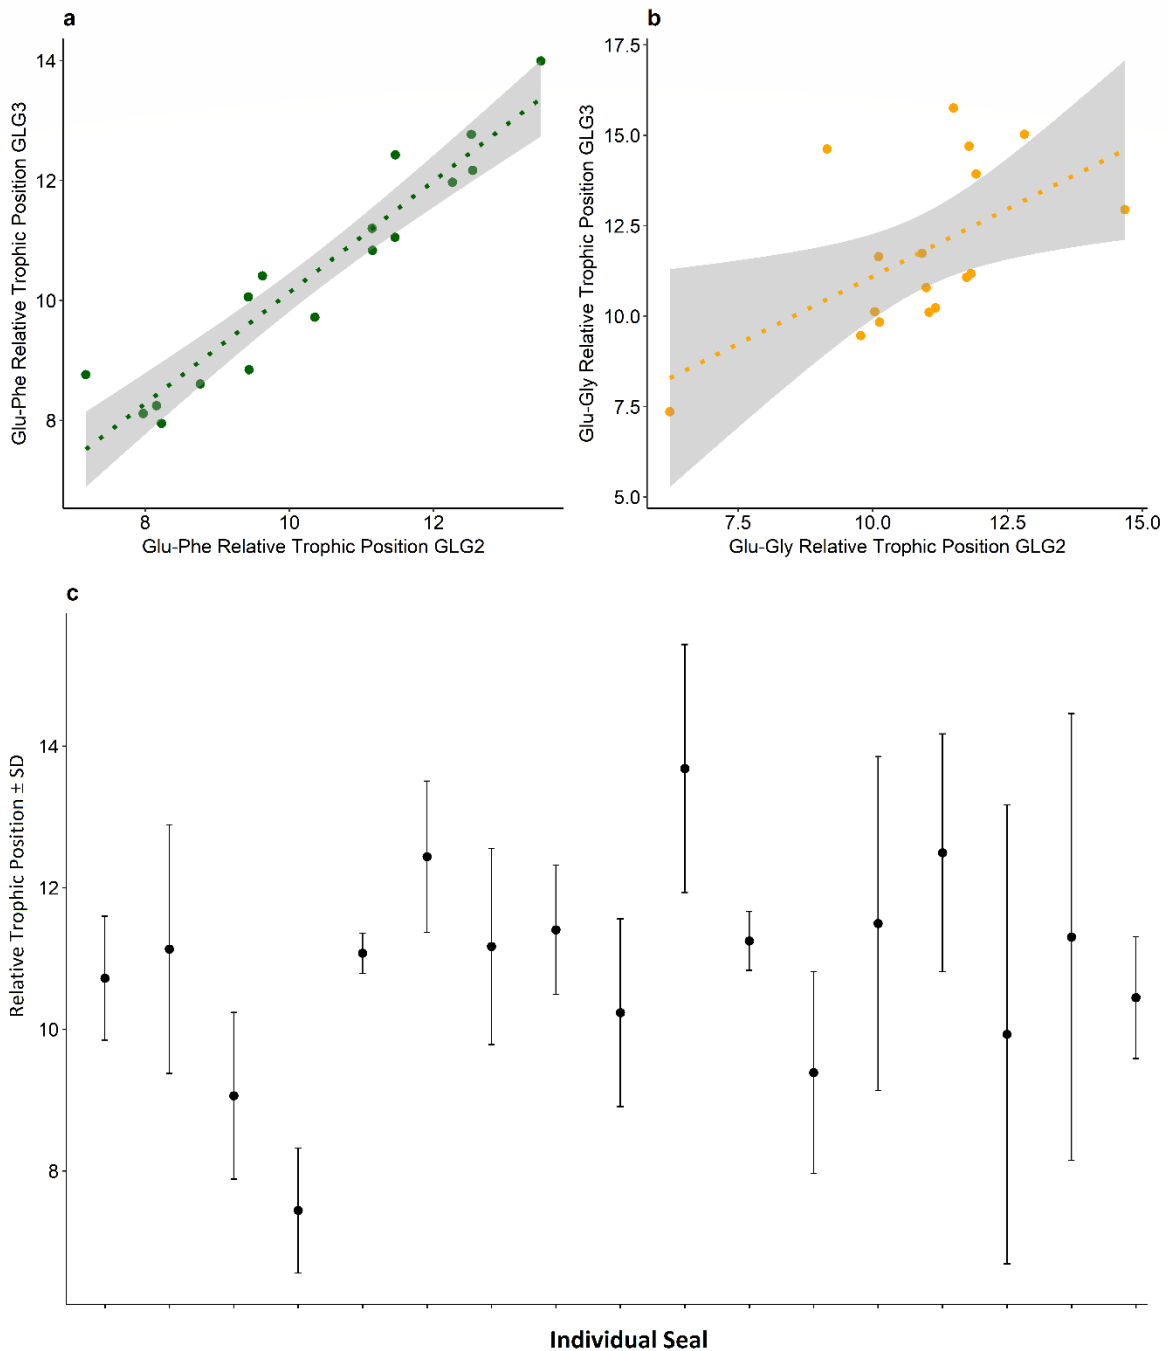 a
Glu-Phe Relative Trophic Position GLG3
14
12
10
8
8 10 12
Glu-Phe Relative Trophic Position GLG2
b
Glu-Gly Relative Trophic Position GLG3
17.5
15.0
12.5
10.0
7.5
5.0
7.5 10.0 12.5 15.0
Glu-Gly Relative Trophic Position GLG2
c
Relative Trophic Position ± SD
14
12
10
8
Individual Seal